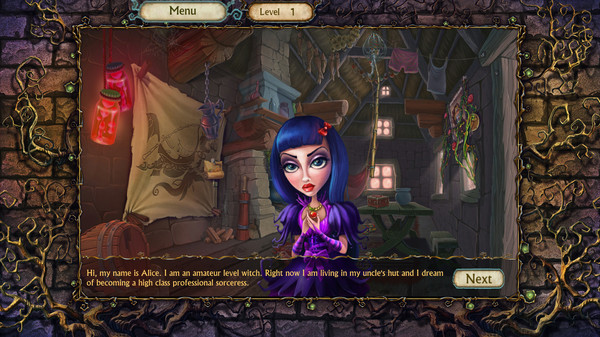 Menu
Level 1
Hi, my name is Alice. I am an amateur level witch. Right now I am living in my uncle's hut and I dream
of becoming a high class professional sorceress.
Next